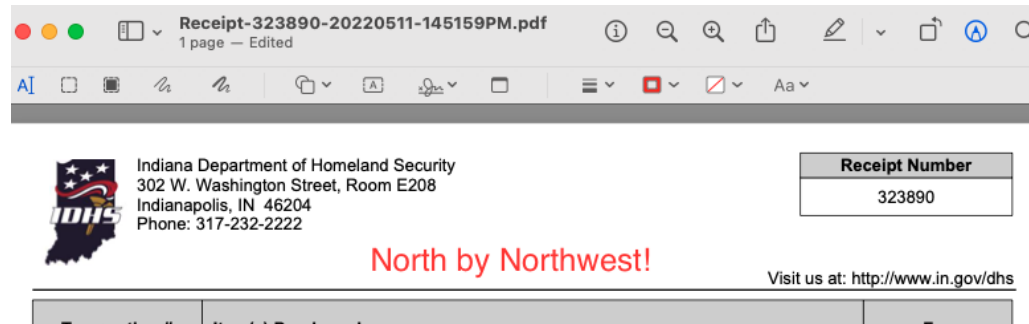 Receipt-323890-20220511-145159PM.pdf
1 page — Edited
A
Aa
Indiana Department of Homeland Security
302 W. Washington Street, Room E208
Indianapolis, IN 46204
Phone: 317-232-2222
IDHS
Receipt Number
323890
North by Northwest!
Visit us at: http://www.in.gov/dhs